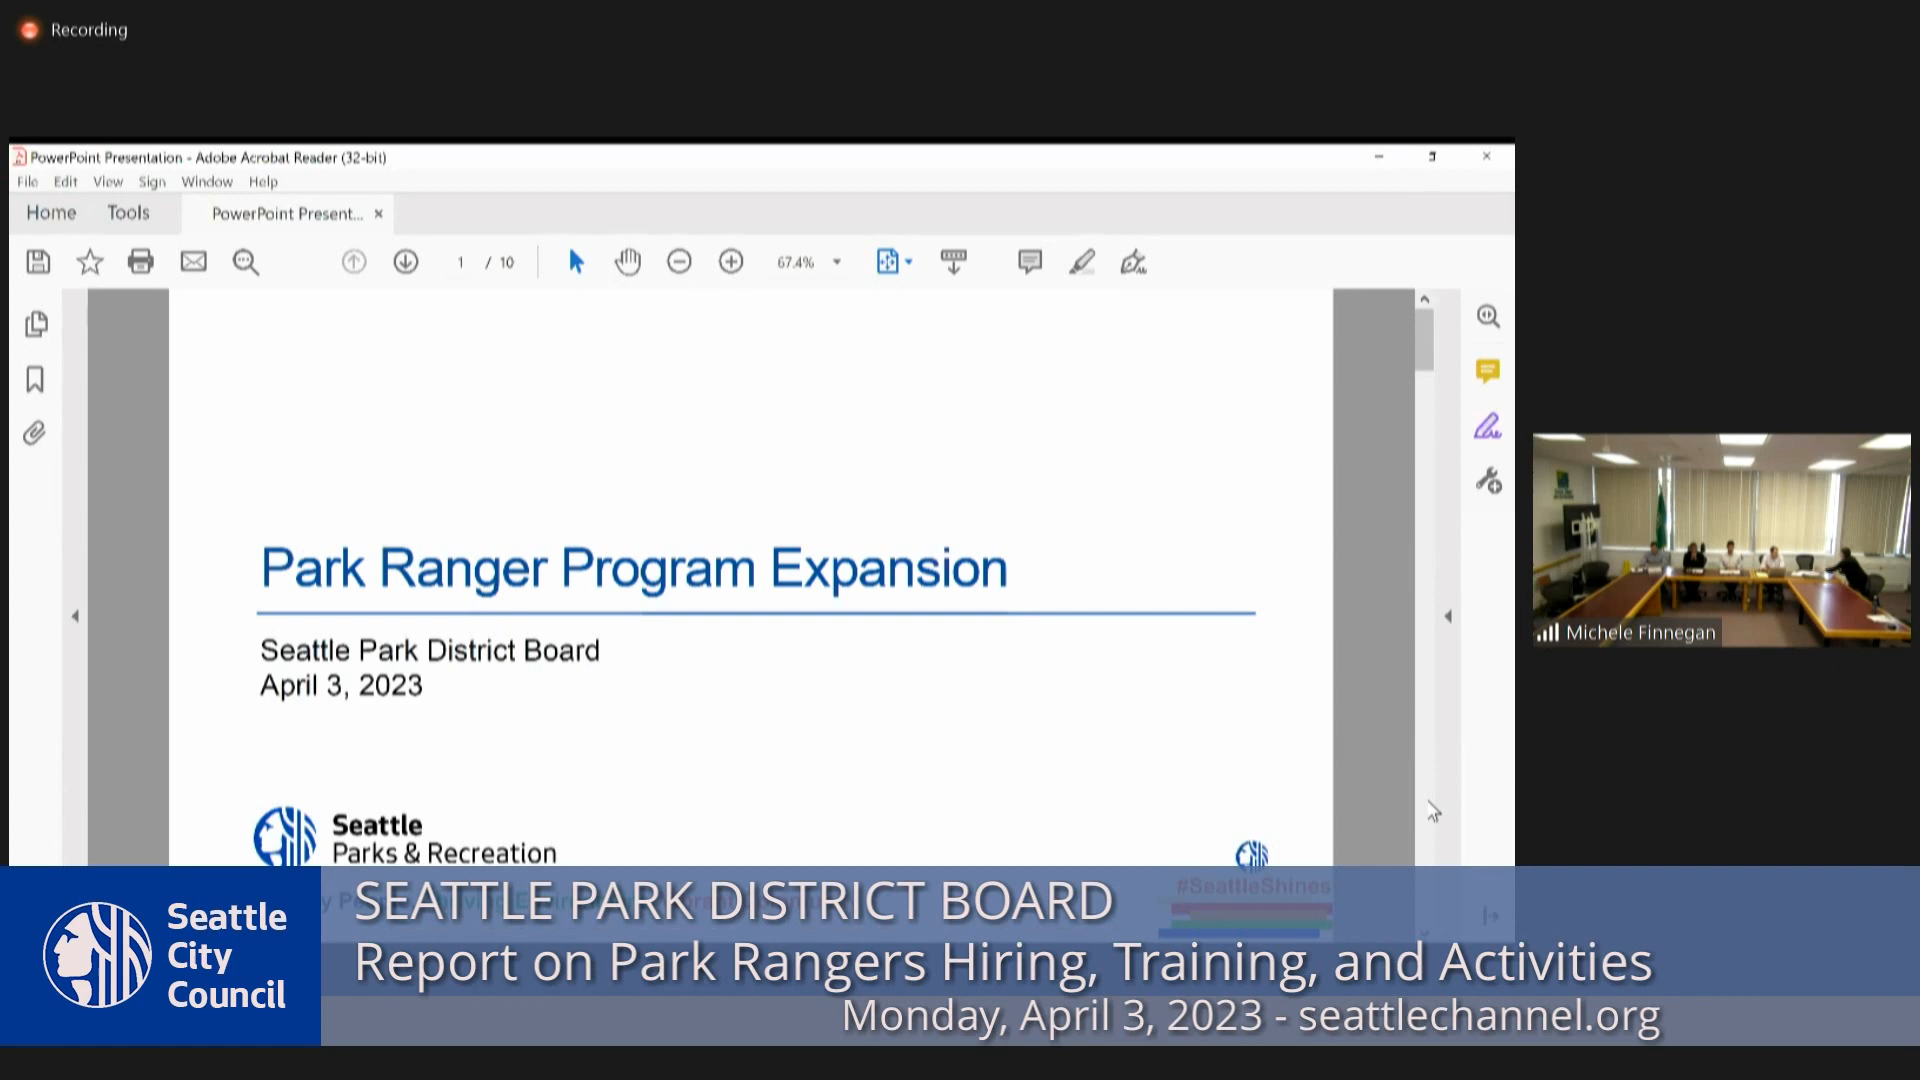 Recording
PowerPoint Presentation - Adobe Acrobat Reader (32-bit)
File Edit View Sign Window Help
Home Tools PowerPoint Present... ×
1 / 10 67.4%
Park Ranger Program Expansion
Seattle Park District Board
April 3, 2023
Seattle
Parks & Recreation
#SeattleShines
Michele Finnegan
Seattle
City
Council
SEATTLE PARK DISTRICT BOARD
Report on Park Rangers Hiring, Training, and Activities
Monday, April 3, 2023 - seattlechannel.org